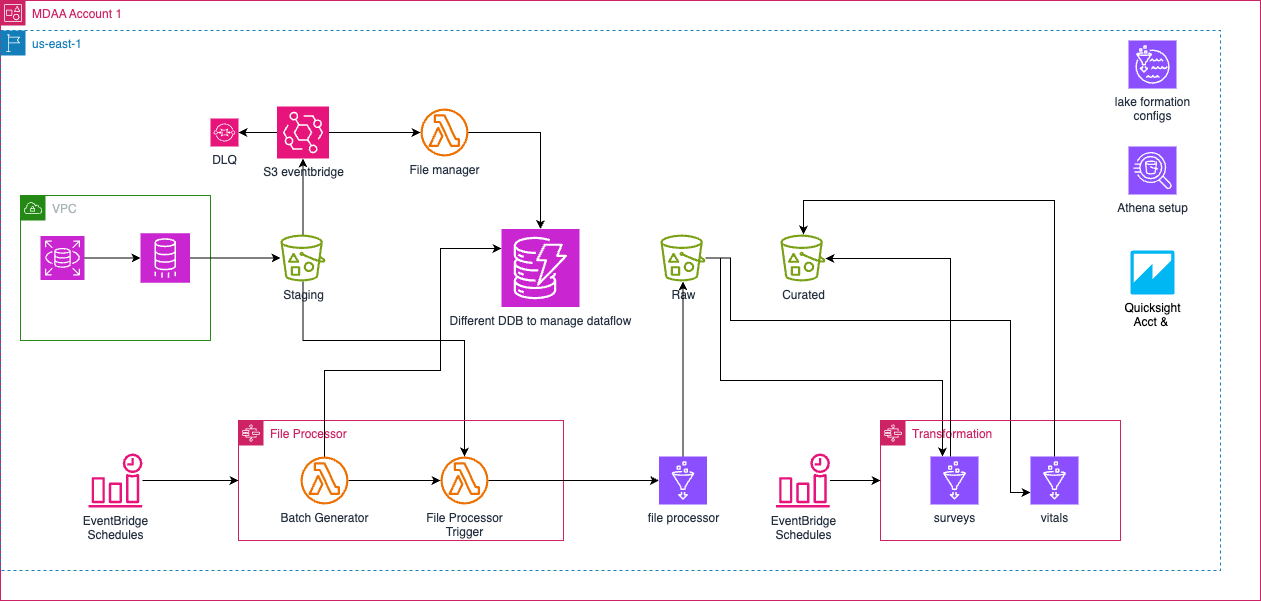 MDAA Account 1
us-east-1
lake formation
configs
DLQ
S3 eventbridge
File manager
VPC
Athena setup
Staging
Different DDB to manage dataflow
Raw
Curated
Quicksight
Acct &
File Processor
Transformation
EventBridge
Schedules
Batch Generator
File Processor
Trigger
file processor
EventBridge
Schedules
surveys
vitals